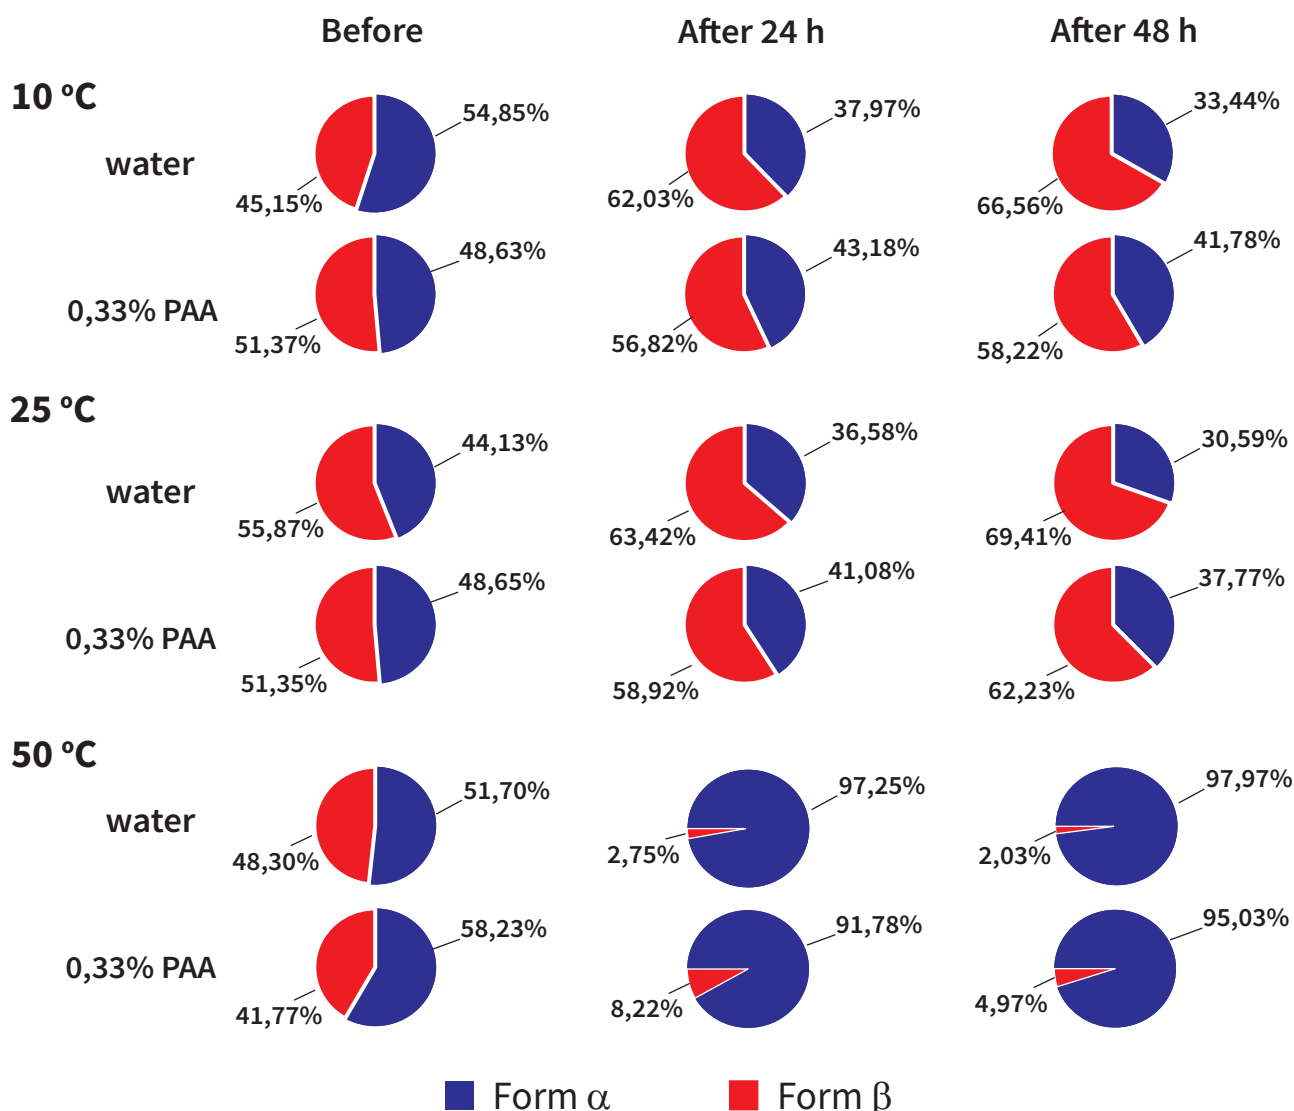 Before After 24 h After 48 h
10 ºC
54,85% 37,97% 33,44%
water
45,15% 62,03% 66,56%
48,63% 43,18% 41,78%
0,33% PAA
51,37% 56,82% 58,22%
25 ºC
44,13% 36,58% 30,59%
water
55,87% 63,42% 69,41%
48,65% 41,08% 37,77%
0,33% PAA
51,35% 58,92% 62,23%
50 ºC
51,70% 97,25% 97,97%
water
48,30% 2,75% 2,03%
58,23% 91,78% 95,03%
0,33% PAA
41,77% 8,22% 4,97%
Form α Form β